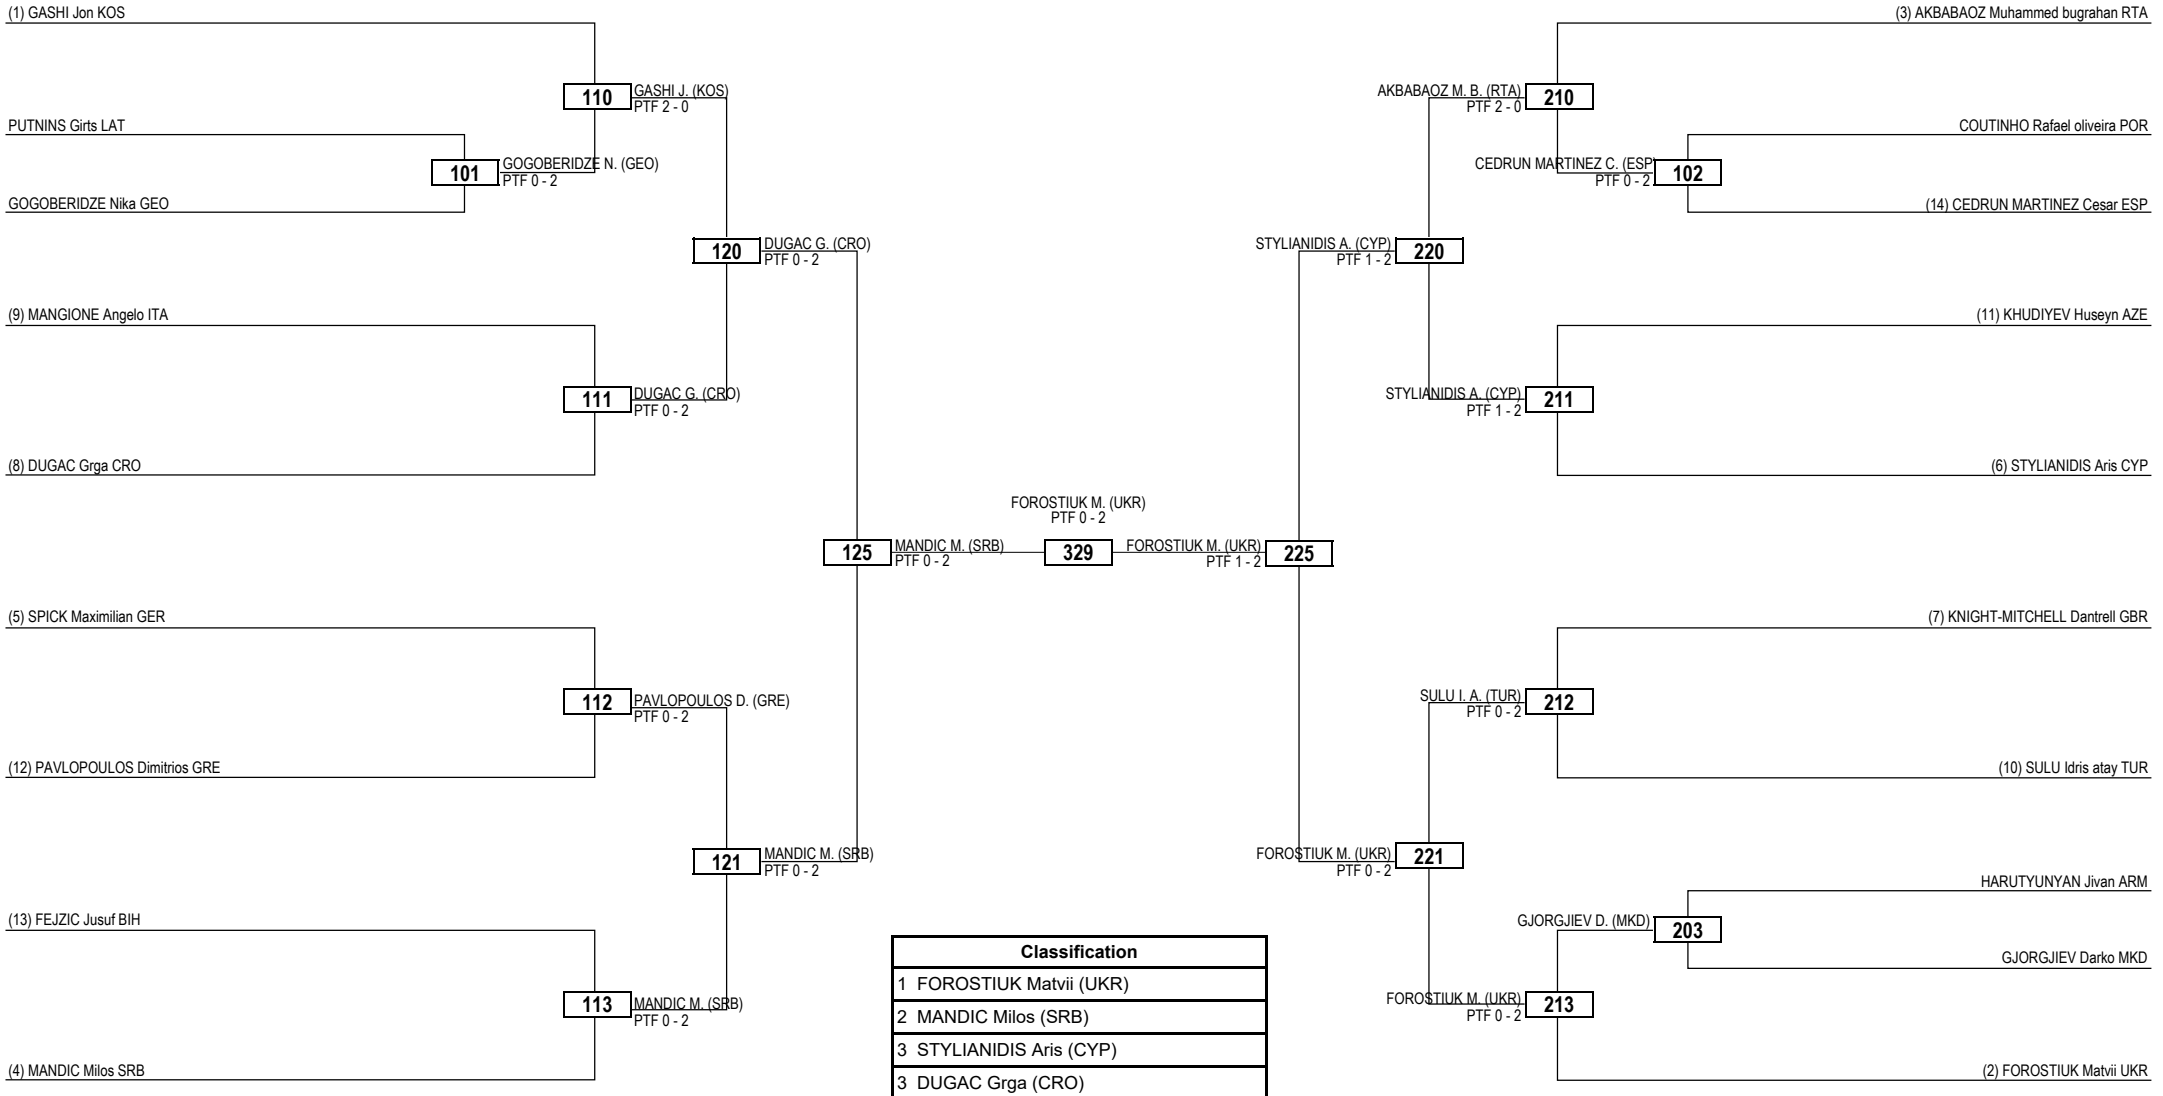 (1) GASHI Jon KOS
(3) AKBABAOZ Muhammed bugrahan RTA
110
GASHI J. (KOS)
PTF 2 - 0
AKBABAOZ M. B. (RTA)
PTF 2 - 0
210
PUTNINS Girts LAT
COUTINHO Rafael oliveira POR
101
GOGOBERIDZE N. (GEO)
PTF 0 - 2
CEDRUN MARTINEZ C. (ESP
PTF 0 - 2
102
GOGOBERIDZE Nika GEO
(14) CEDRUN MARTINEZ Cesar ESP
120
DUGAC G. (CRO)
PTF 0 - 2
STYLIANIDIS A. (CYP)
PTF 1 - 2
220
(9) MANGIONE Angelo ITA
(11) KHUDIYEV Huseyn AZE
111
DUGAC G. (CRO)
PTF 0 - 2
STYLIANIDIS A. (CYP)
PTF 1 - 2
211
(8) DUGAC Grga CRO
(6) STYLIANIDIS Aris CYP
FOROSTIUK M. (UKR)
PTF 0 - 2
125
MANDIC M. (SRB)
PTF 0 - 2
329
FOROSTIUK M. (UKR)
PTF 1 - 2
225
(5) SPICK Maximilian GER
(7) KNIGHT-MITCHELL Dantrell GBR
112
PAVLOPOULOS D. (GRE)
PTF 0 - 2
SULU I. A. (TUR)
PTF 0 - 2
212
(12) PAVLOPOULOS Dimitrios GRE
(10) SULU Idris atay TUR
121
MANDIC M. (SRB)
PTF 0 - 2
FOROSTIUK M. (UKR)
PTF 0 - 2
221
HARUTYUNYAN Jivan ARM
(13) FEJZIC Jusuf BIH
GJORGJIEV D. (MKD)
203
GJORGJIEV Darko MKD
113
MANDIC M. (SRB)
PTF 0 - 2
FOROSTIUK M. (UKR)
PTF 0 - 2
213
(4) MANDIC Milos SRB
(2) FOROSTIUK Matvii UKR
Classification
1 FOROSTIUK Matvii (UKR)
2 MANDIC Milos (SRB)
3 STYLIANIDIS Aris (CYP)
3 DUGAC Grga (CRO)